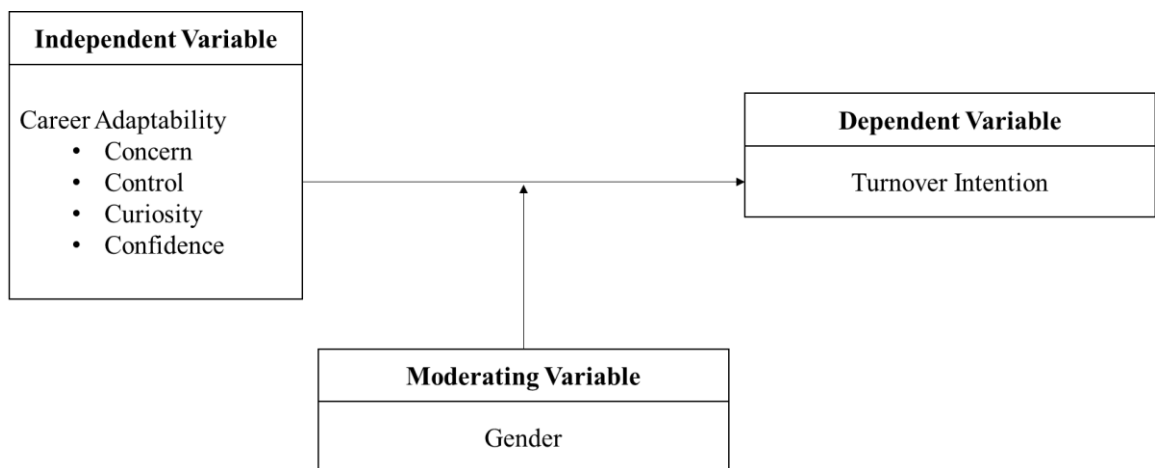 Independent Variable
Career Adaptability
• Concern
• Control
• Curiosity
• Confidence
Dependent Variable
Turnover Intention
Moderating Variable
Gender